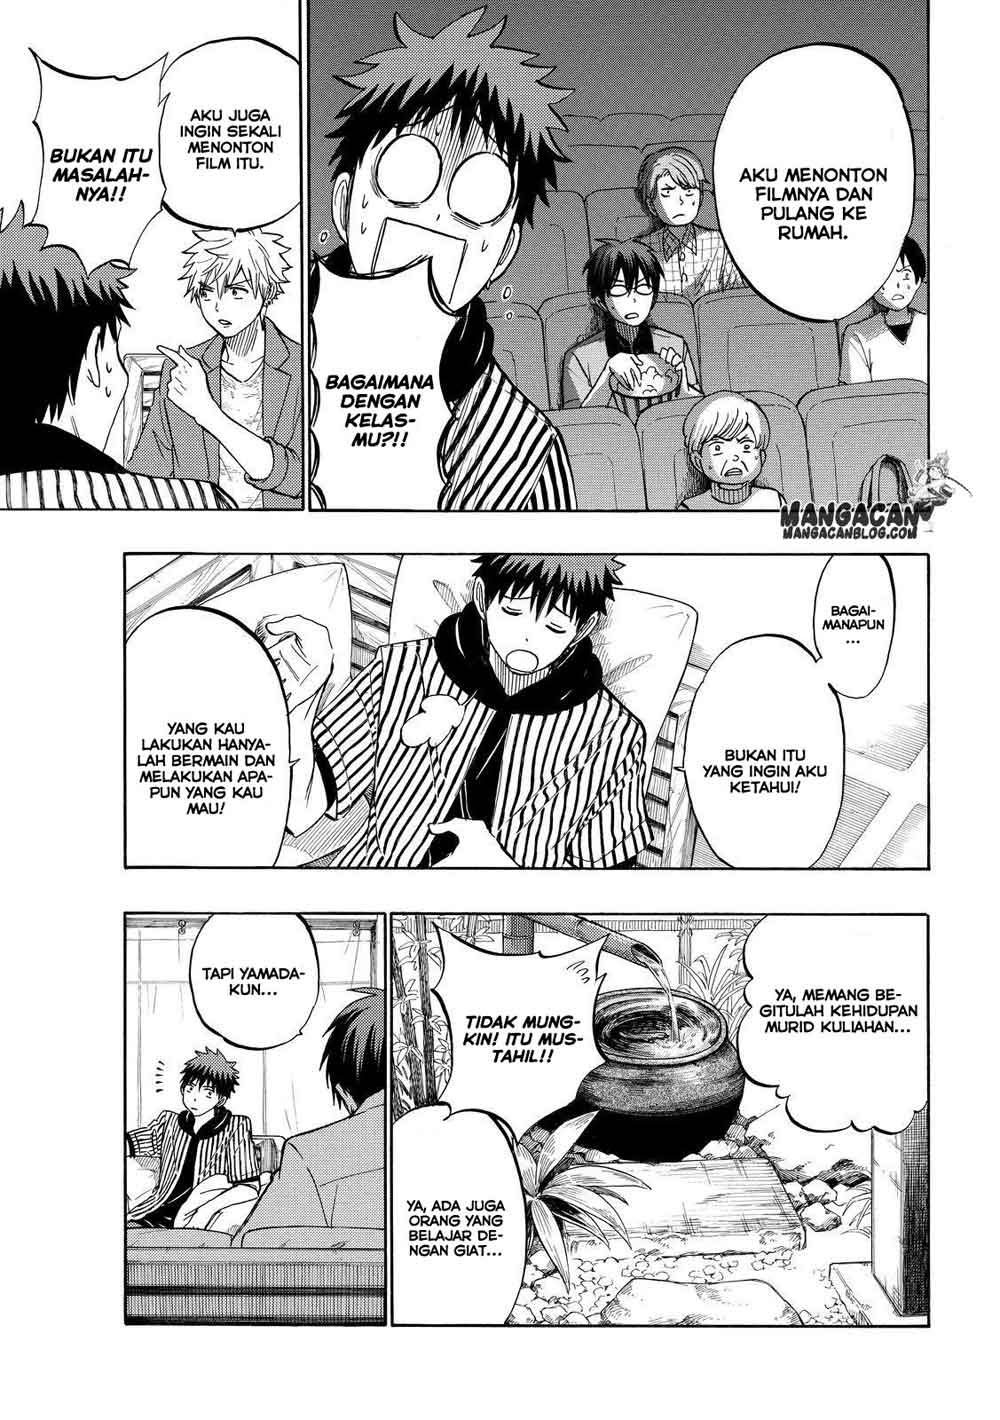 AKU MENONTON
FILMNYA DAN
PULANG KE
RUMAH.
BAGAIMANA
DENGAN
KELAS-
MU?!!
AKU JUGA
INGIN SEKALI
MENONTON
FILM ITU.
BUKAN ITU
MASALAH-
NYA!!
MANGACAN
MANGACANBLOG.COM
BAGAI-
MANAPUN
...
BUKAN ITU
YANG INGIN AKU
KETAHUI!
YANG KAU
LAKUKAN HANYA-
LAH BERMAIN DAN
MELAKUKAN APA-
PUN YANG KAU
MAU!
YA, MEMANG BE-
GITULAH KEHIDUPAN
MURID KULIAHAN...
TIDAK MUNG-
KIN! ITU MUS-
TAHIL!!
YA, ADA JUGA
ORANG YANG
BELAJAR DE-
NGAN GIAT...
TAPI YAMADA-
KUN...